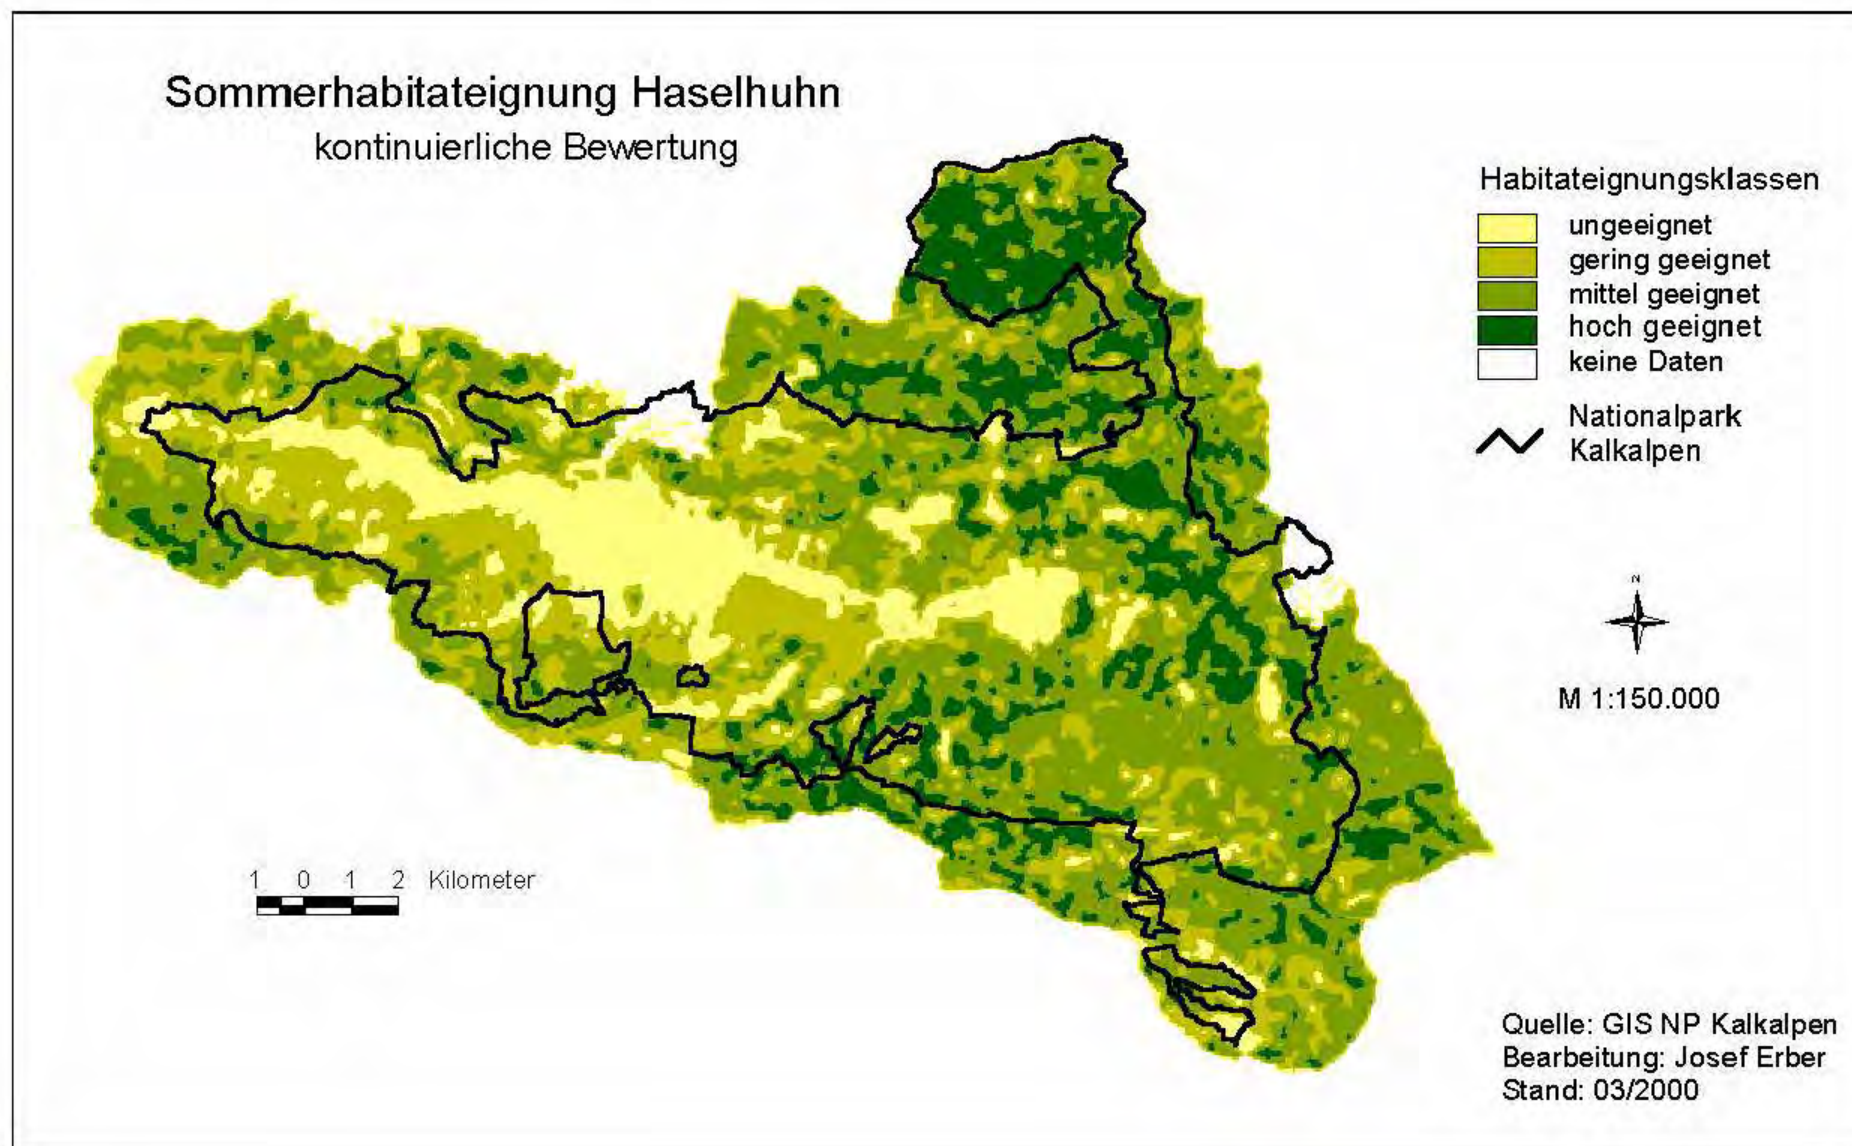 Sommerhabitateignung Haselhuhn
kontinuierliche Bewertung
Habitateignungsklassen
ungeeignet
gering geeignet
mittel geeignet
hoch geeignet
keine Daten
Nationalpark
Kalkalpen
N
M 1:150.000
1 0 1 2 Kilometer
Quelle: GIS NP Kalkalpen
Bearbeitung: Josef Erber
Stand: 03/2000